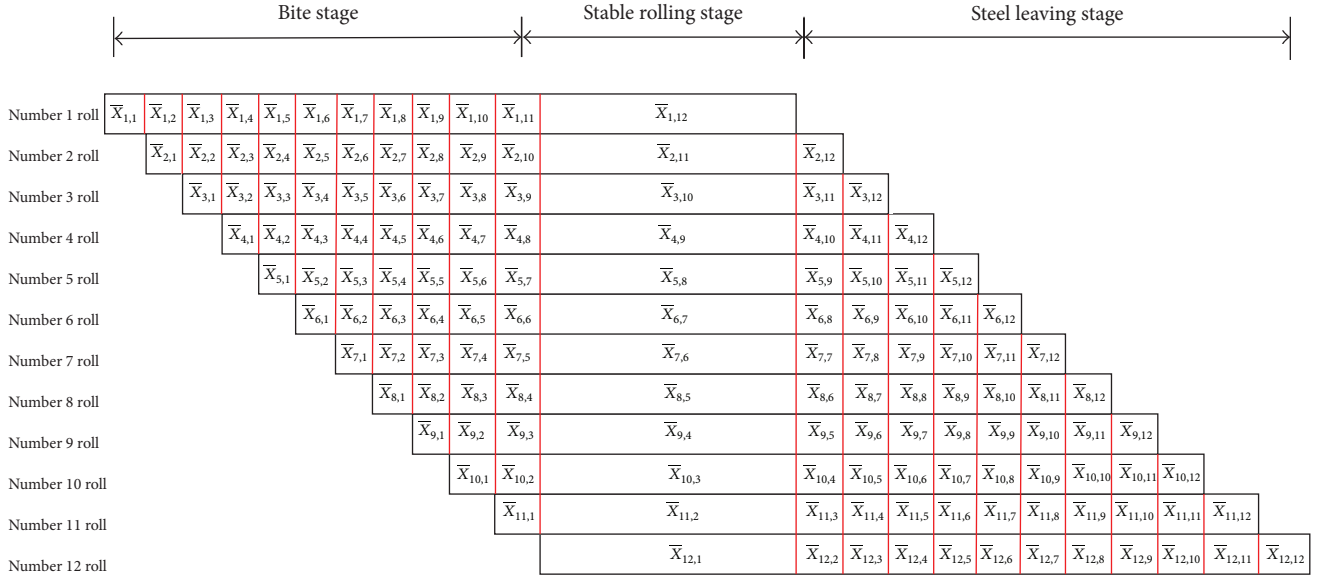 Bite stage Stable rolling stage Steel leaving stage
Number 1 roll X̅1,1 X̅1,2 X̅1,3 X̅1,4 X̅1,5 X̅1,6 X̅1,7 X̅1,8 X̅1,9 X̅1,10 X̅1,11 X̅1,12
Number 2 roll X̅2,1 X̅2,2 X̅2,3 X̅2,4 X̅2,5 X̅2,6 X̅2,7 X̅2,8 X̅2,9 X̅2,10 X̅2,11 X̅2,12
Number 3 roll X̅3,1 X̅3,2 X̅3,3 X̅3,4 X̅3,5 X̅3,6 X̅3,7 X̅3,8 X̅3,9 X̅3,10 X̅3,11 X̅3,12
Number 4 roll X̅4,1 X̅4,2 X̅4,3 X̅4,4 X̅4,5 X̅4,6 X̅4,7 X̅4,8 X̅4,9 X̅4,10 X̅4,11 X̅4,12
Number 5 roll X̅5,1 X̅5,2 X̅5,3 X̅5,4 X̅5,5 X̅5,6 X̅5,7 X̅5,8 X̅5,9 X̅5,10 X̅5,11 X̅5,12
Number 6 roll X̅6,1 X̅6,2 X̅6,3 X̅6,4 X̅6,5 X̅6,6 X̅6,7 X̅6,8 X̅6,9 X̅6,10 X̅6,11 X̅6,12
Number 7 roll X̅7,1 X̅7,2 X̅7,3 X̅7,4 X̅7,5 X̅7,6 X̅7,7 X̅7,8 X̅7,9 X̅7,10 X̅7,11 X̅7,12
Number 8 roll X̅8,1 X̅8,2 X̅8,3 X̅8,4 X̅8,5 X̅8,6 X̅8,7 X̅8,8 X̅8,9 X̅8,10 X̅8,11 X̅8,12
Number 9 roll X̅9,1 X̅9,2 X̅9,3 X̅9,4 X̅9,5 X̅9,6 X̅9,7 X̅9,8 X̅9,9 X̅9,10 X̅9,11 X̅9,12
Number 10 roll X̅10,1 X̅10,2 X̅10,3 X̅10,4 X̅10,5 X̅10,6 X̅10,7 X̅10,8 X̅10,9 X̅10,10 X̅10,11 X̅10,12
Number 11 roll X̅11,1 X̅11,2 X̅11,3 X̅11,4 X̅11,5 X̅11,6 X̅11,7 X̅11,8 X̅11,9 X̅11,10 X̅11,11 X̅11,12
Number 12 roll X̅12,1 X̅12,2 X̅12,3 X̅12,4 X̅12,5 X̅12,6 X̅12,7 X̅12,8 X̅12,9 X̅12,10 X̅12,11 X̅12,12